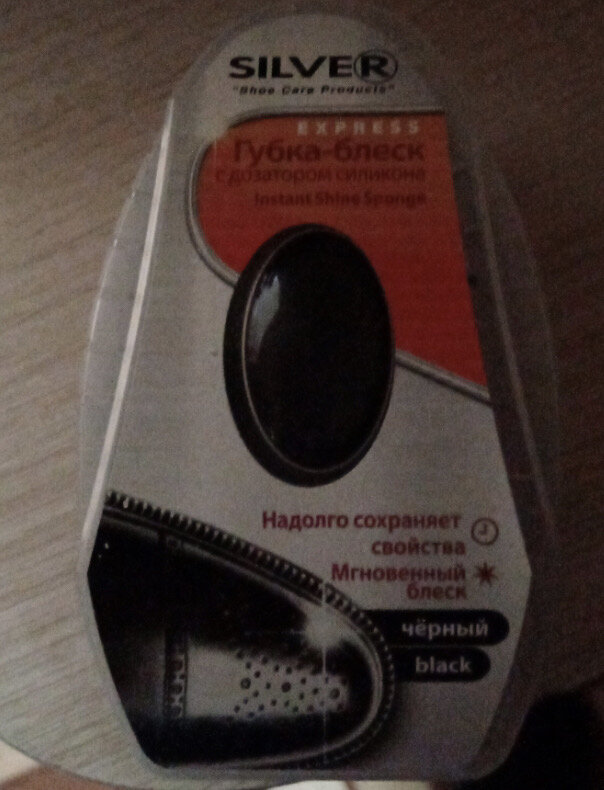 SILVER
"Shoe Care Products"
EXPRESS
Губка-блеск
с дозатором силикона
Instant Shine Sponge
Надолго сохраняет
свойства
Мгновенный
блеск
чёрный
black